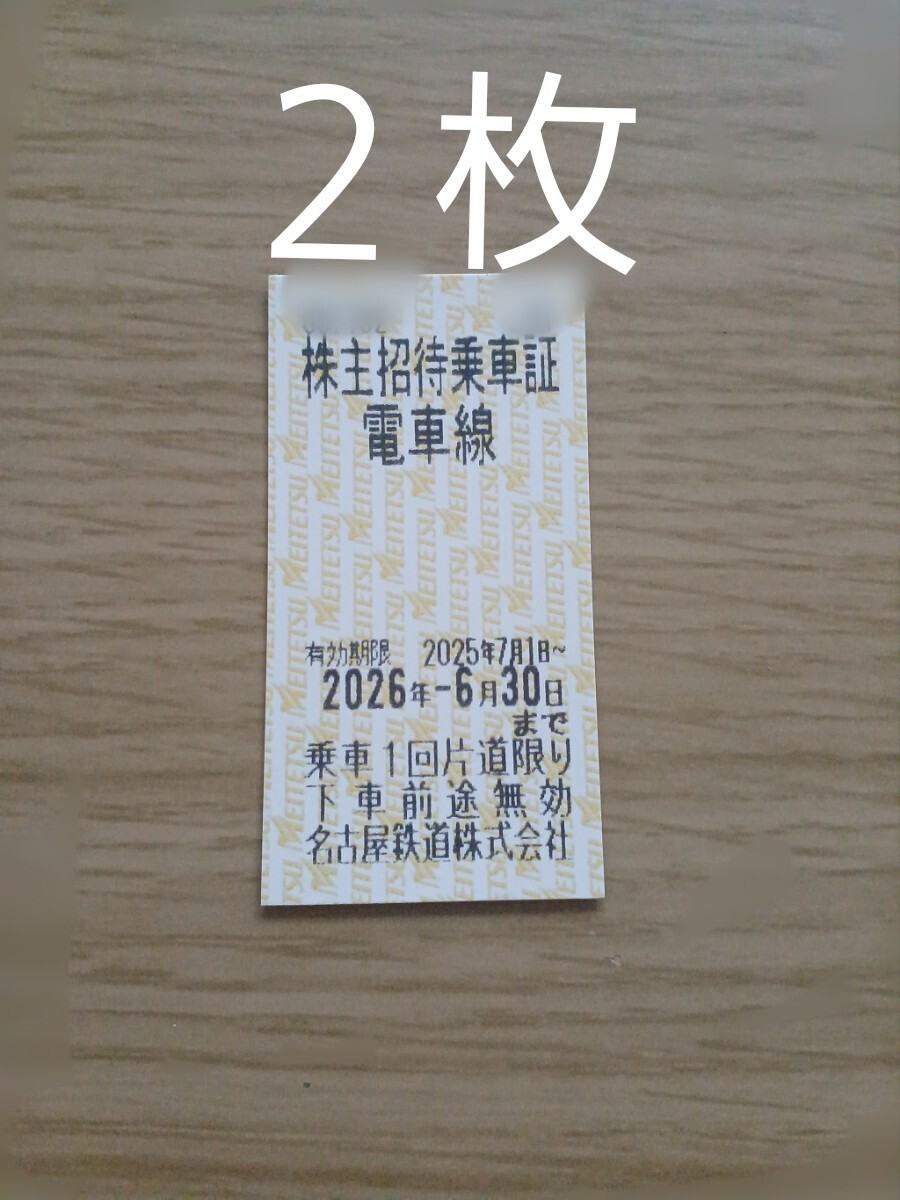 2枚
株主招待乗車証
電車線
有効期限 2025年7月1日~
2026年-6月30日
まで
乗車1回片道限り
下車前途無効
名古屋鉄道株式会社
MEITETSU